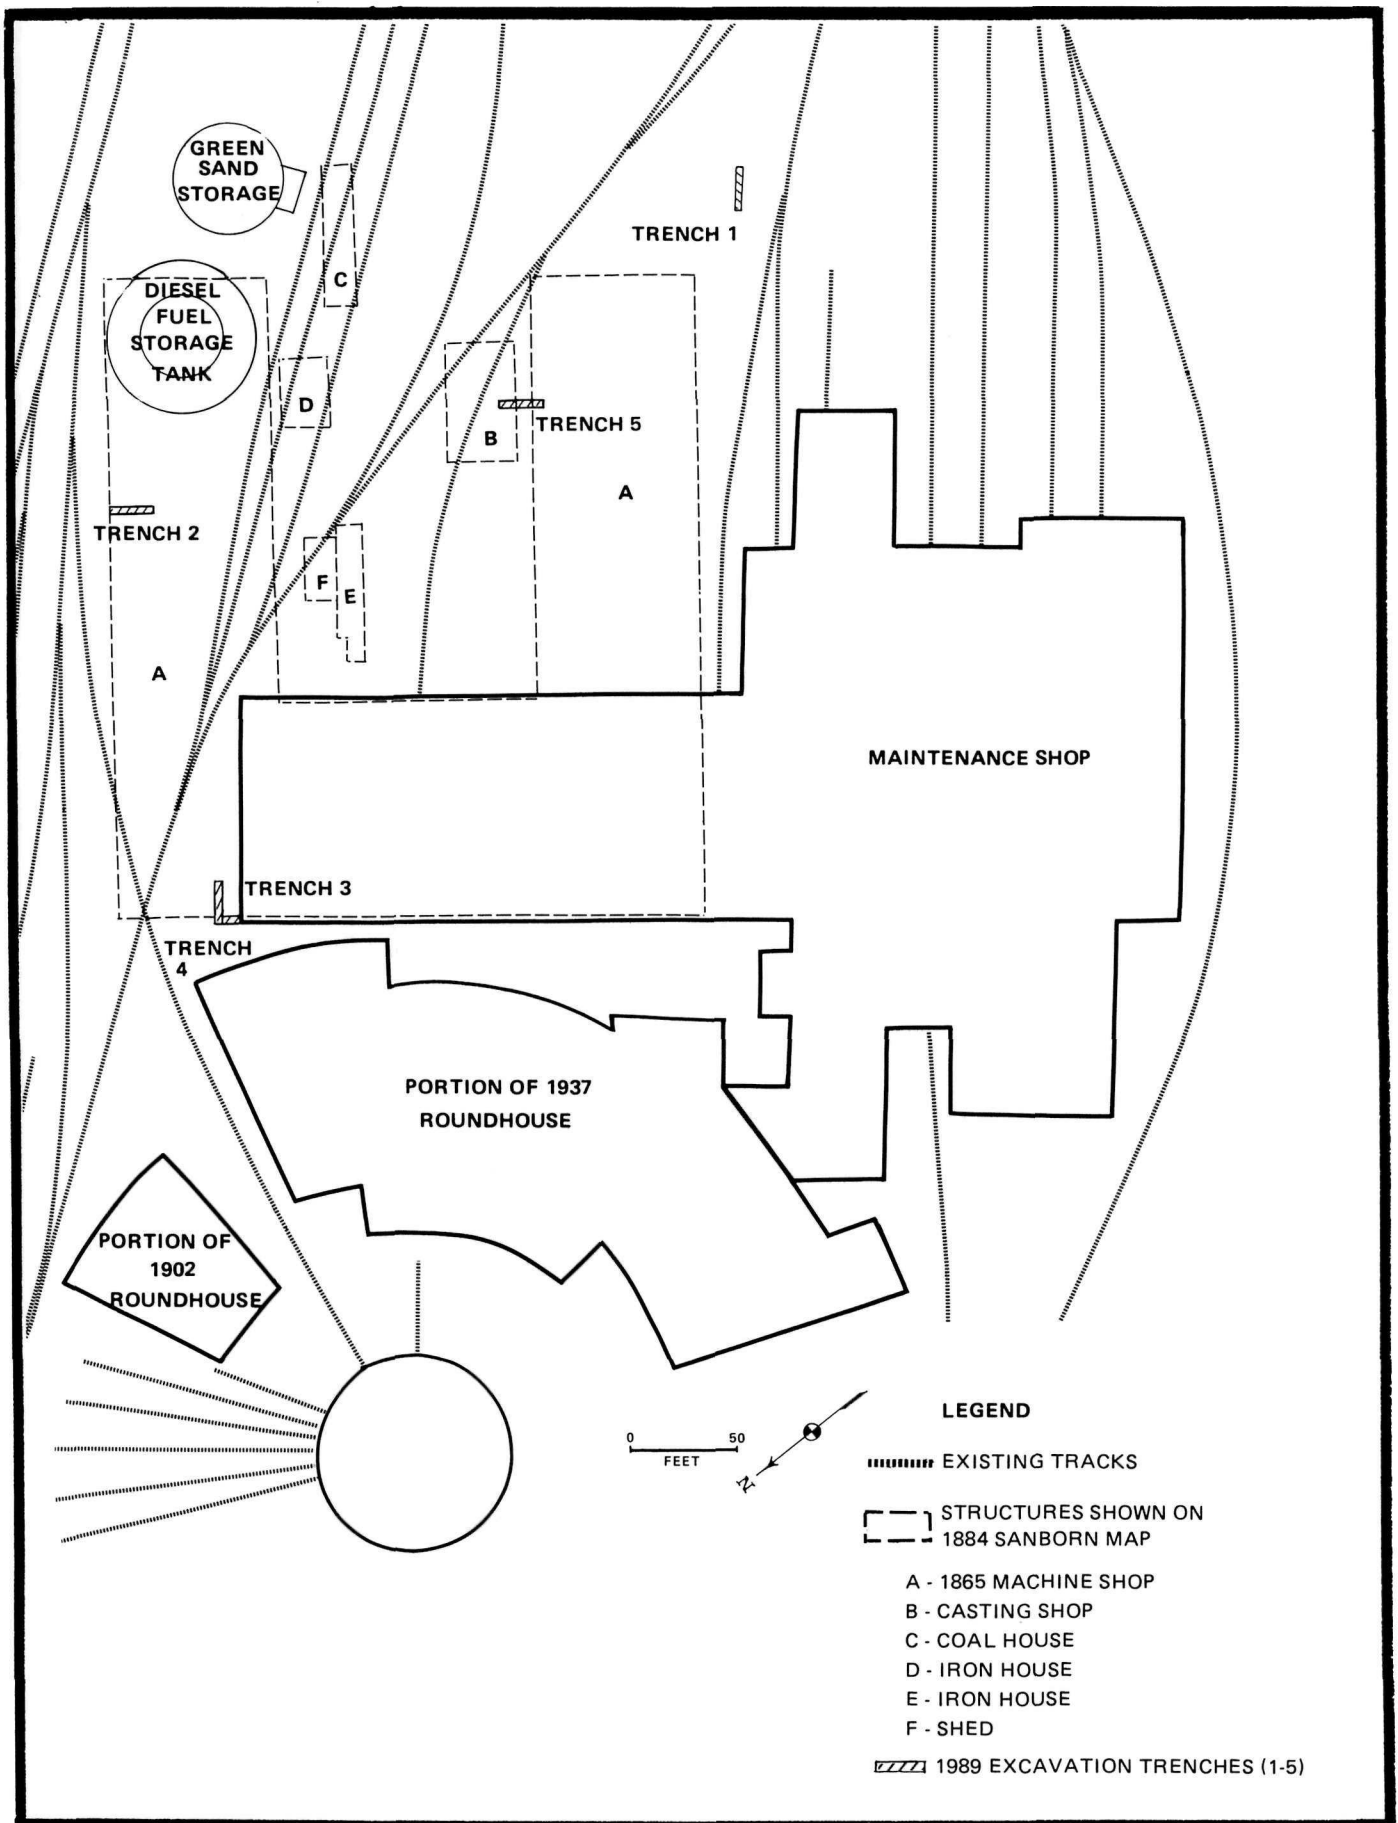 GREEN
SAND
STORAGE
TRENCH 1
C
DIESEL
FUEL
STORAGE
TANK
D
B
TRENCH 5
A
TRENCH 2
F
E
A
MAINTENANCE SHOP
TRENCH 3
TRENCH
4
PORTION OF 1937
ROUNDHOUSE
PORTION OF
1902
ROUNDHOUSE
0 50
FEET
N
LEGEND
EXISTING TRACKS
STRUCTURES SHOWN ON
1884 SANBORN MAP
A - 1865 MACHINE SHOP
B - CASTING SHOP
C - COAL HOUSE
D - IRON HOUSE
E - IRON HOUSE
F - SHED
1989 EXCAVATION TRENCHES (1-5)